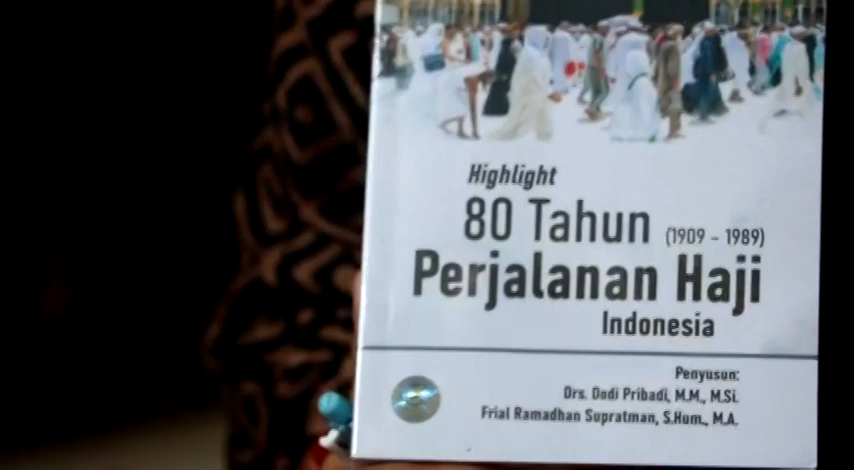 Highlight
80 Tahun (1909 - 1989)
Perjalanan Haji
Indonesia
Penyusun:
Drs. Dodi Pribadi, M.M., M.Si.
Frial Ramadhan Supratman, S.Hum., M.A.